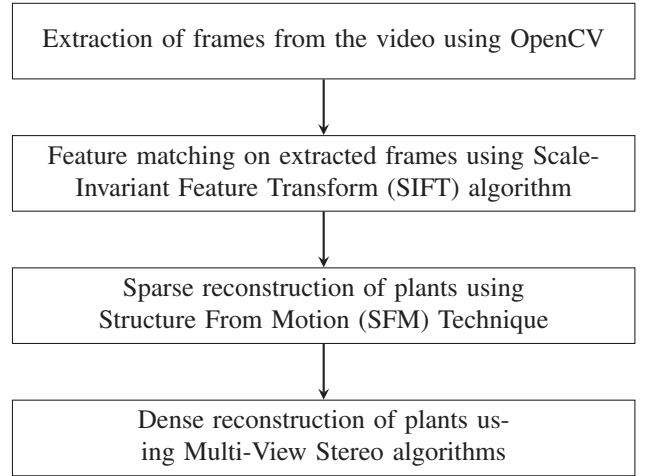 Extraction of frames from the video using OpenCV
Feature matching on extracted frames using Scale-
Invariant Feature Transform (SIFT) algorithm
Sparse reconstruction of plants using
Structure From Motion (SFM) Technique
Dense reconstruction of plants us-
ing Multi-View Stereo algorithms